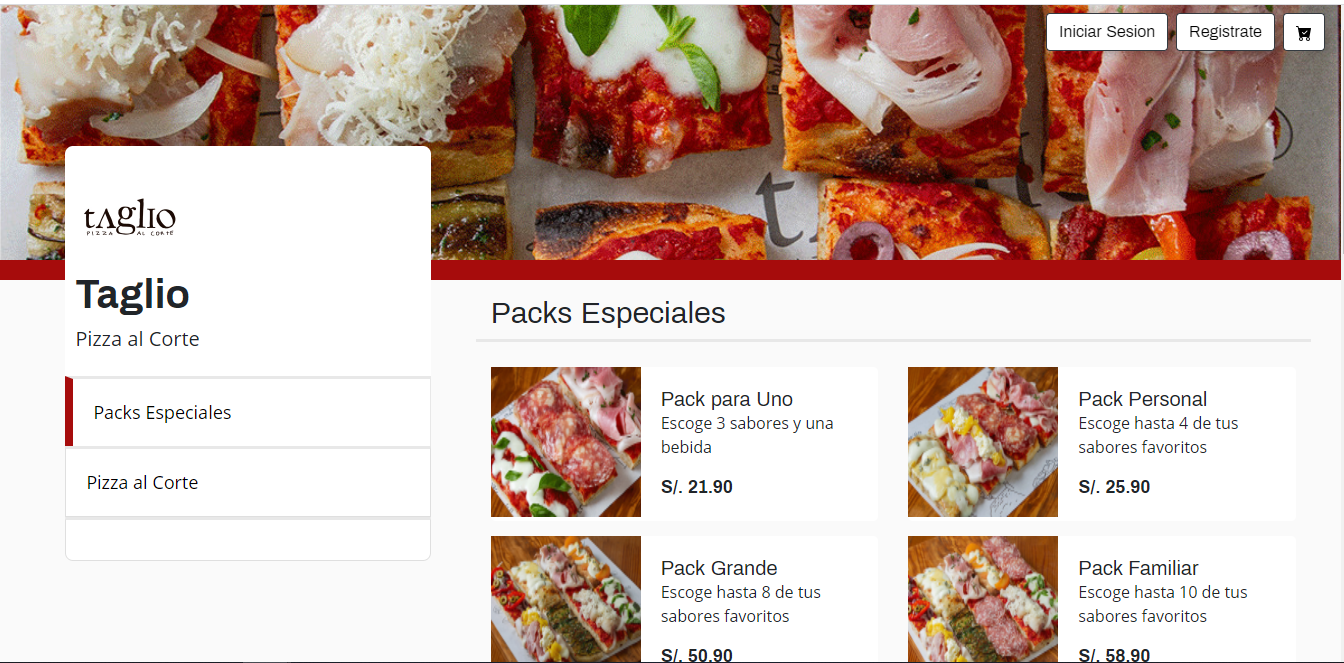 Iniciar Sesion
Registrate
tAglIO
PIZZA AL CORTE
Taglio
Pizza al Corte
Packs Especiales
Pizza al Corte
Packs Especiales
Pack para Uno
Escoge 3 sabores y una
bebida
S/. 21.90
Pack Personal
Escoge hasta 4 de tus
sabores favoritos
S/. 25.90
Pack Grande
Escoge hasta 8 de tus
sabores favoritos
S/. 50.90
Pack Familiar
Escoge hasta 10 de tus
sabores favoritos
S/. 58.90